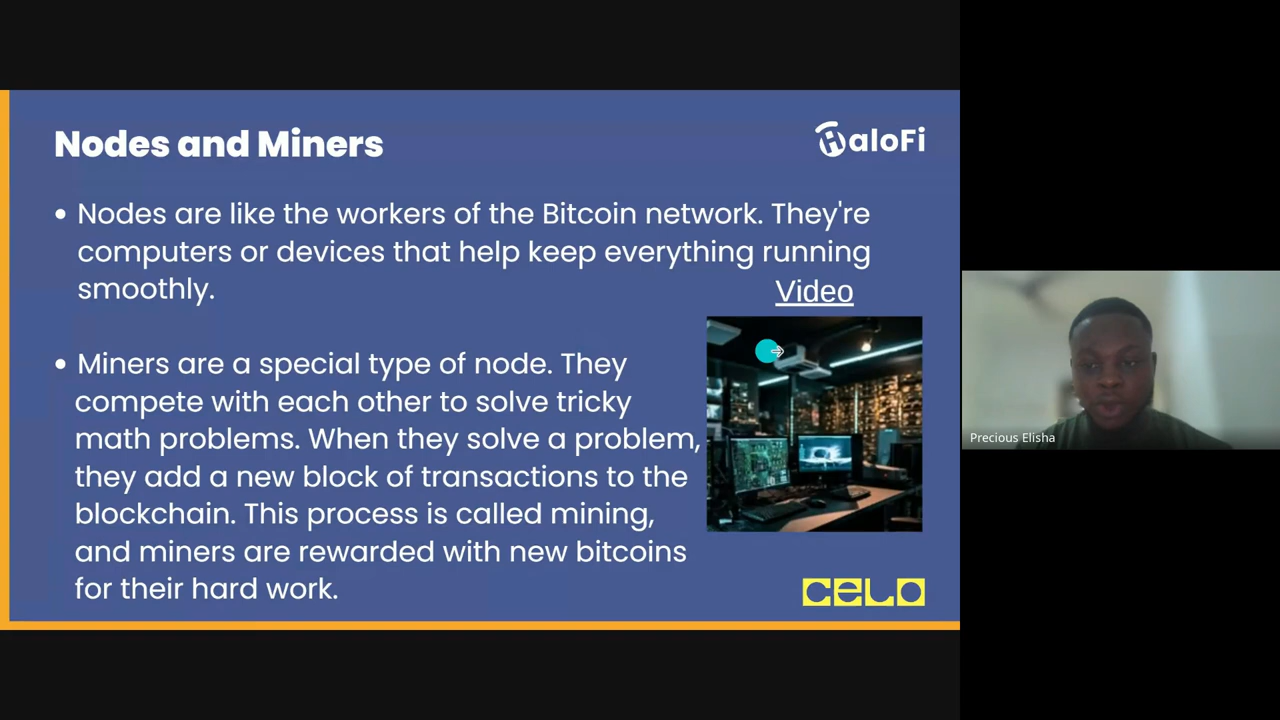 Nodes and Miners
HaloFi
• Nodes are like the workers of the Bitcoin network. They're
computers or devices that help keep everything running
smoothly.
Video
• Miners are a special type of node. They
compete with each other to solve tricky
math problems. When they solve a problem,
they add a new block of transactions to the
blockchain. This process is called mining,
and miners are rewarded with new bitcoins
for their hard work.
CELO
Precious Elisha